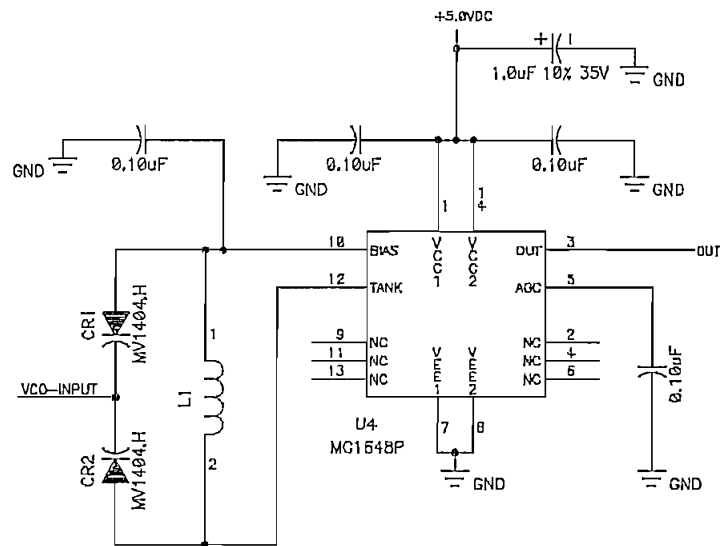 +5.0VDC
+ 1
1.0uF 10% 35V
GND
GND
0.10uF
GND
0.10uF
0.10uF
GND
1
1
4
10
BIAS
VCC1
VCC2
OUT
3
OUT
12
TANK
AGC
5
CR1
MV1404.H
1
9
NC
11
NC
13
NC
VEE1
VEE2
NC
2
NC
4
NC
6
0.10uF
VCO-INPUT
L1
U4
MC1648P
7
8
CR2
MV1404.H
2
GND
GND